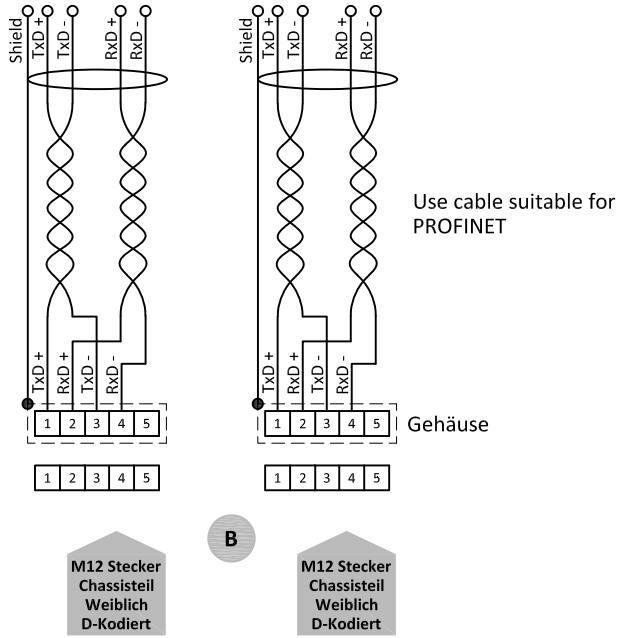 Shield TxD + TxD - RxD + RxD - Shield TxD + TxD - RxD + RxD -
Use cable suitable for
PROFINET
TxD + RxD + TxD - RxD - TxD + RxD + TxD - RxD -
1 2 3 4 5 1 2 3 4 5 Gehäuse
1 2 3 4 5 1 2 3 4 5
B
M12 Stecker
Chassisteil
Weiblich
D-Kodiert
M12 Stecker
Chassisteil
Weiblich
D-Kodiert